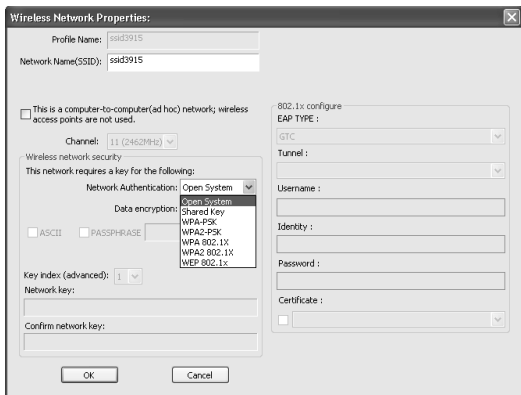 Wireless Network Properties:
Profile Name: ssid3915
Network Name(SSID): ssid3915
This is a computer-to-computer(ad hoc) network; wireless
access points are not used.
Channel: 11 (2462MHz)
Wireless network security
This network requires a key for the following:
Network Authentication: Open System
Data encryption:
Open System
Shared Key
WPA-PSK
WPA2-PSK
WPA 802.1X
WPA2 802.1X
WEP 802.1x
ASCII PASSPHRASE
Key index (advanced): 1
Network key:
Confirm network key:
OK Cancel
802.1x configure
EAP TYPE :
GTC
Tunnel :
Username :
Identity :
Password :
Certificate :